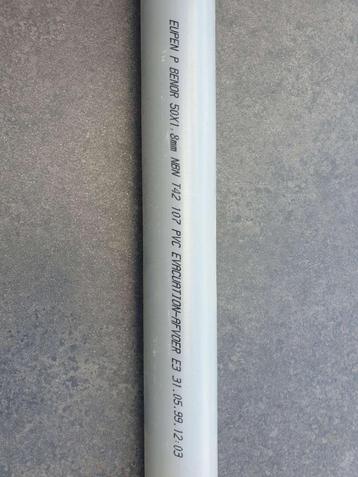 EUPEN P BENOR 50X1,8mm NBN T42 107 PVC EVACUATION-AFVOER E3 31.05.99.12:03